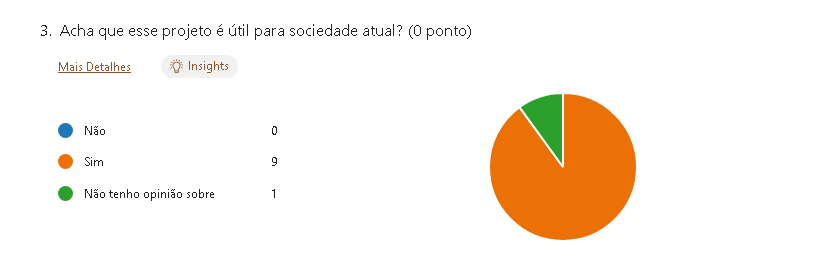 3. Acha que esse projeto é útil para sociedade atual? (0 ponto)
Mais Detalhes Insights
Não 0
Sim 9
Não tenho opinião sobre 1